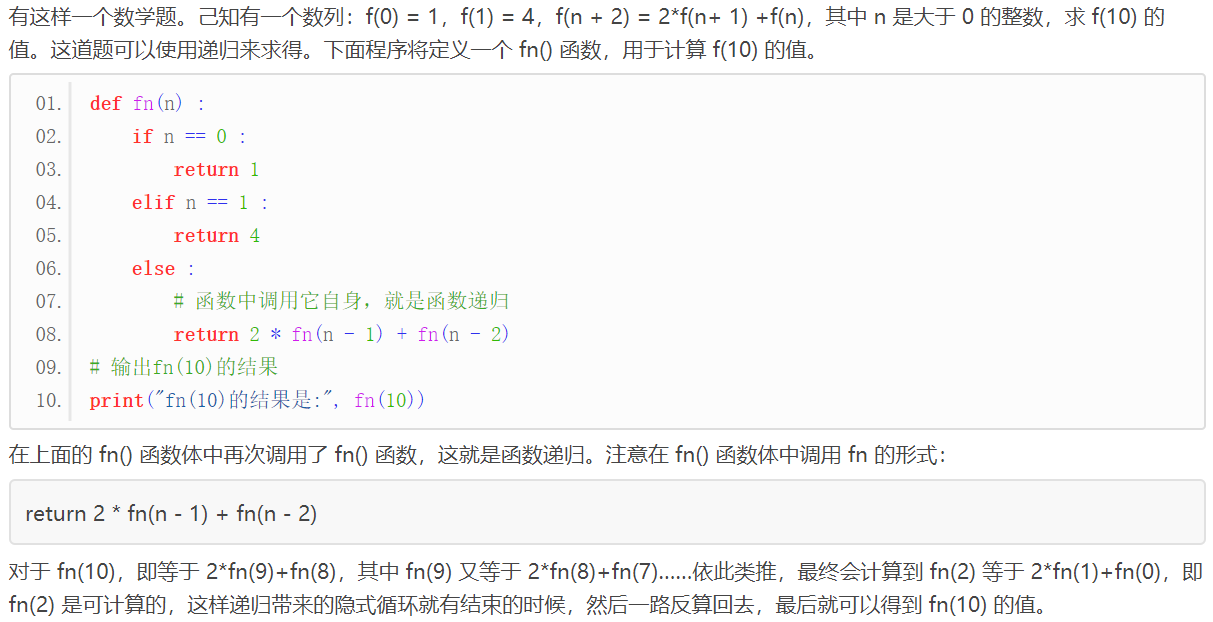 有这样一个数学题。己知有一个数列：f(0) = 1，f(1) = 4，f(n + 2) = 2*f(n+ 1) +f(n)，其中 n 是大于 0 的整数，求 f(10) 的
值。这道题可以使用递归来求得。下面程序将定义一个 fn() 函数，用于计算 f(10) 的值。
01. def fn(n) :
02.     if n == 0 :
03.         return 1
04.     elif n == 1 :
05.         return 4
06.     else :
07.         # 函数中调用它自身，就是函数递归
08.         return 2 * fn(n - 1) + fn(n - 2)
09. # 输出fn(10)的结果
10. print("fn(10)的结果是:", fn(10))
在上面的 fn() 函数体中再次调用了 fn() 函数，这就是函数递归。注意在 fn() 函数体中调用 fn 的形式：
return 2 * fn(n - 1) + fn(n - 2)
对于 fn(10)，即等于 2*fn(9)+fn(8)，其中 fn(9) 又等于 2*fn(8)+fn(7)……依此类推，最终会计算到 fn(2) 等于 2*fn(1)+fn(0)，即
fn(2) 是可计算的，这样递归带来的隐式循环就有结束的时候，然后一路反算回去，最后就可以得到 fn(10) 的值。